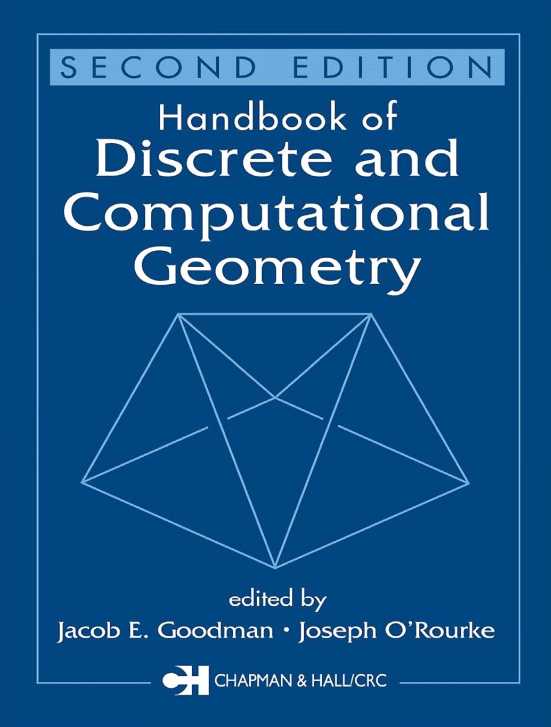 SECOND EDITION
Handbook of
Discrete and
Computational
Geometry
edited by
Jacob E. Goodman • Joseph O'Rourke
CHAPMAN & HALL/CRC